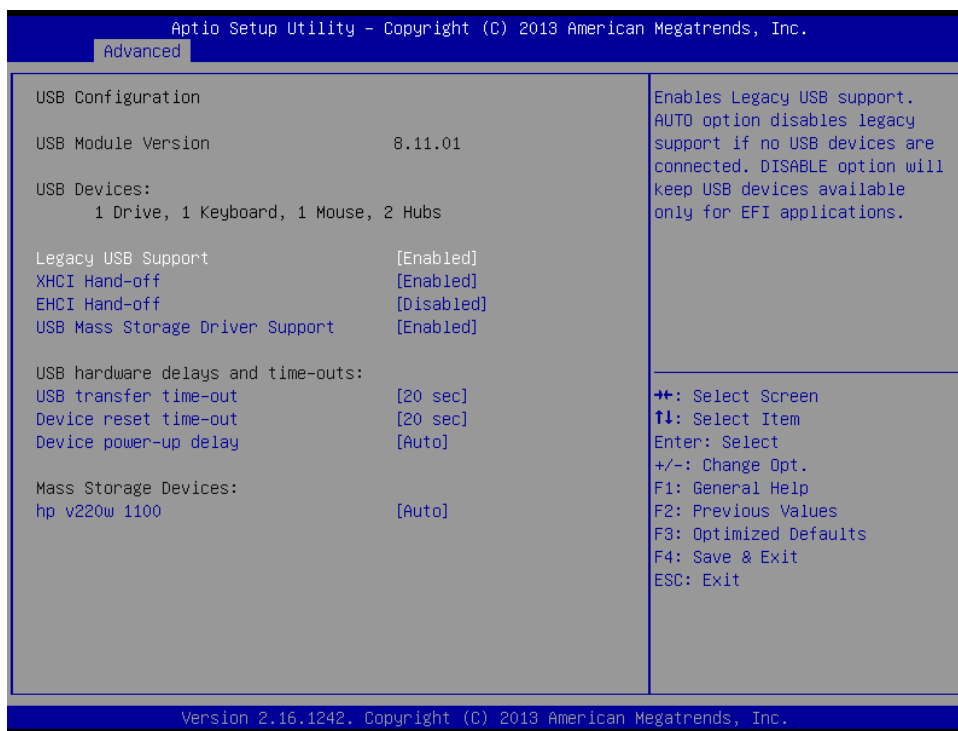 Aptio Setup Utility – Copyright (C) 2013 American Megatrends, Inc.
Advanced
USB Configuration
USB Module Version 8.11.01
USB Devices:
1 Drive, 1 Keyboard, 1 Mouse, 2 Hubs
Legacy USB Support [Enabled]
XHCI Hand-off [Enabled]
EHCI Hand-off [Disabled]
USB Mass Storage Driver Support [Enabled]
USB hardware delays and time-outs:
USB transfer time-out [20 sec]
Device reset time-out [20 sec]
Device power-up delay [Auto]
Mass Storage Devices:
hp v220w 1100 [Auto]
Enables Legacy USB support.
AUTO option disables legacy
support if no USB devices are
connected. DISABLE option will
keep USB devices available
only for EFI applications.
→←: Select Screen
↑↓: Select Item
Enter: Select
+/-: Change Opt.
F1: General Help
F2: Previous Values
F3: Optimized Defaults
F4: Save & Exit
ESC: Exit
Version 2.16.1242. Copyright (C) 2013 American Megatrends, Inc.